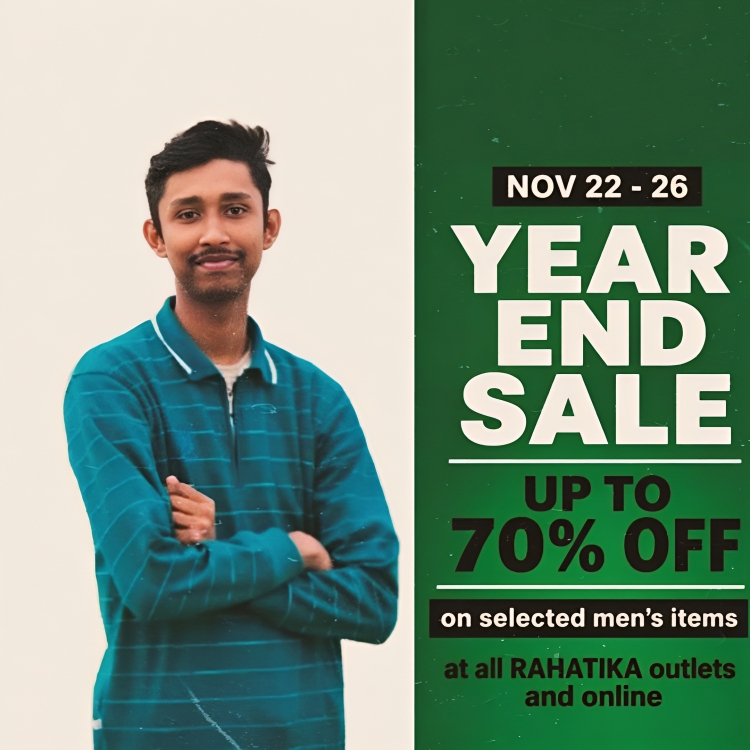 NOV 22 - 26
YEAR
END
SALE
UP TO
70% OFF
on selected men's items
at all RAHATIKA outlets
and online